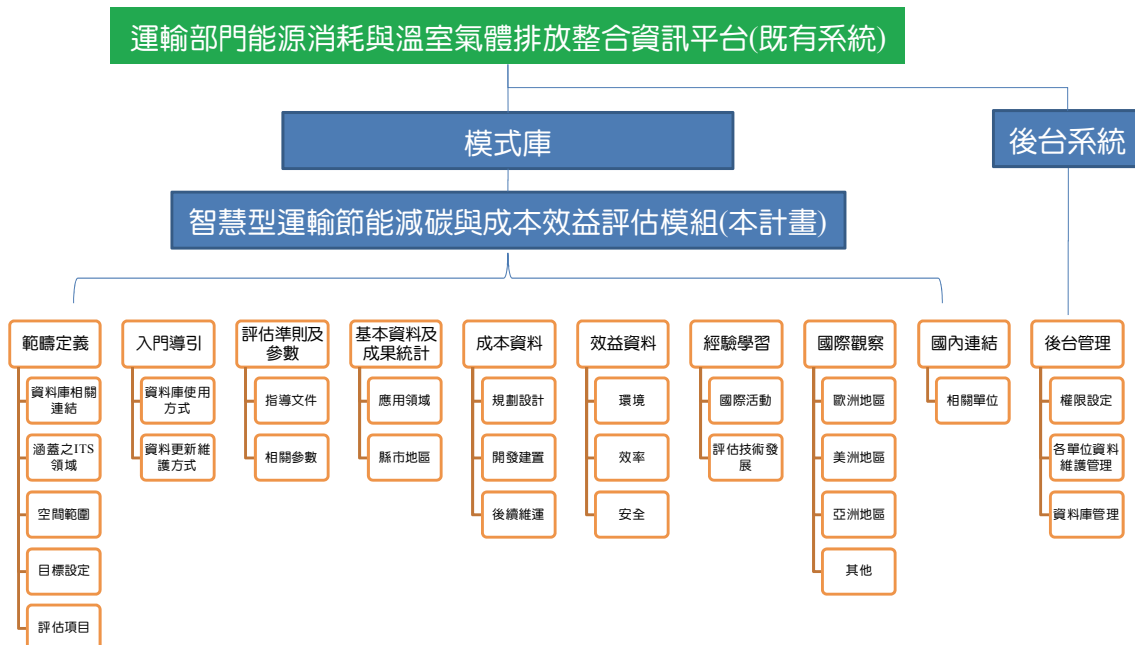 運輸部門能源消耗與溫室氣體排放整合資訊平台(既有系統)
模式庫
後台系統
智慧型運輸節能減碳與成本效益評估模組(本計畫)
範疇定義
資料庫相關
連結
涵蓋之ITS
領域
空間範圍
目標設定
評估項目
入門導引
資料庫使用
方式
資料更新維
護方式
評估準則及
參數
指導文件
相關參數
基本資料及
成果統計
應用領域
縣市地區
成本資料
規劃設計
開發建置
後續維運
效益資料
環境
效率
安全
經驗學習
國際活動
評估技術發
展
國際觀察
歐洲地區
美洲地區
亞洲地區
其他
國內連結
相關單位
後台管理
權限設定
各單位資料
維護管理
資料庫管理